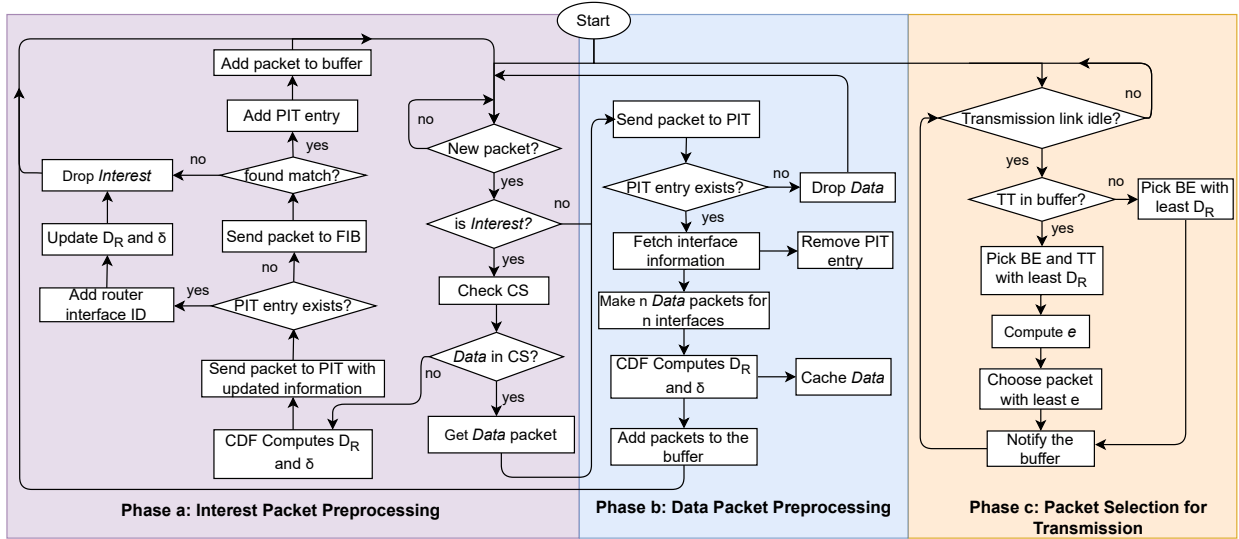 Start
Add packet to buffer
Add PIT entry
yes
no
found match?
Drop Interest
Update D_R and δ
Send packet to FIB
no
Add router
interface ID
yes
PIT entry exists?
Send packet to PIT with
updated information
CDF Computes D_R
and δ
no
New packet?
yes
is Interest?
no
yes
Check CS
Data in CS?
no
yes
Get Data packet
Phase a: Interest Packet Preprocessing
Send packet to PIT
PIT entry exists?
no
Drop Data
yes
Fetch interface
information
Remove PIT
entry
Make n Data packets for
n interfaces
CDF Computes D_R
and δ
Cache Data
Add packets to the
buffer
Phase b: Data Packet Preprocessing
no
Transmission link idle?
yes
TT in buffer?
no
Pick BE with
least D_R
yes
Pick BE and TT
with least D_R
Compute e
Choose packet
with least e
Notify the
buffer
Phase c: Packet Selection for
Transmission